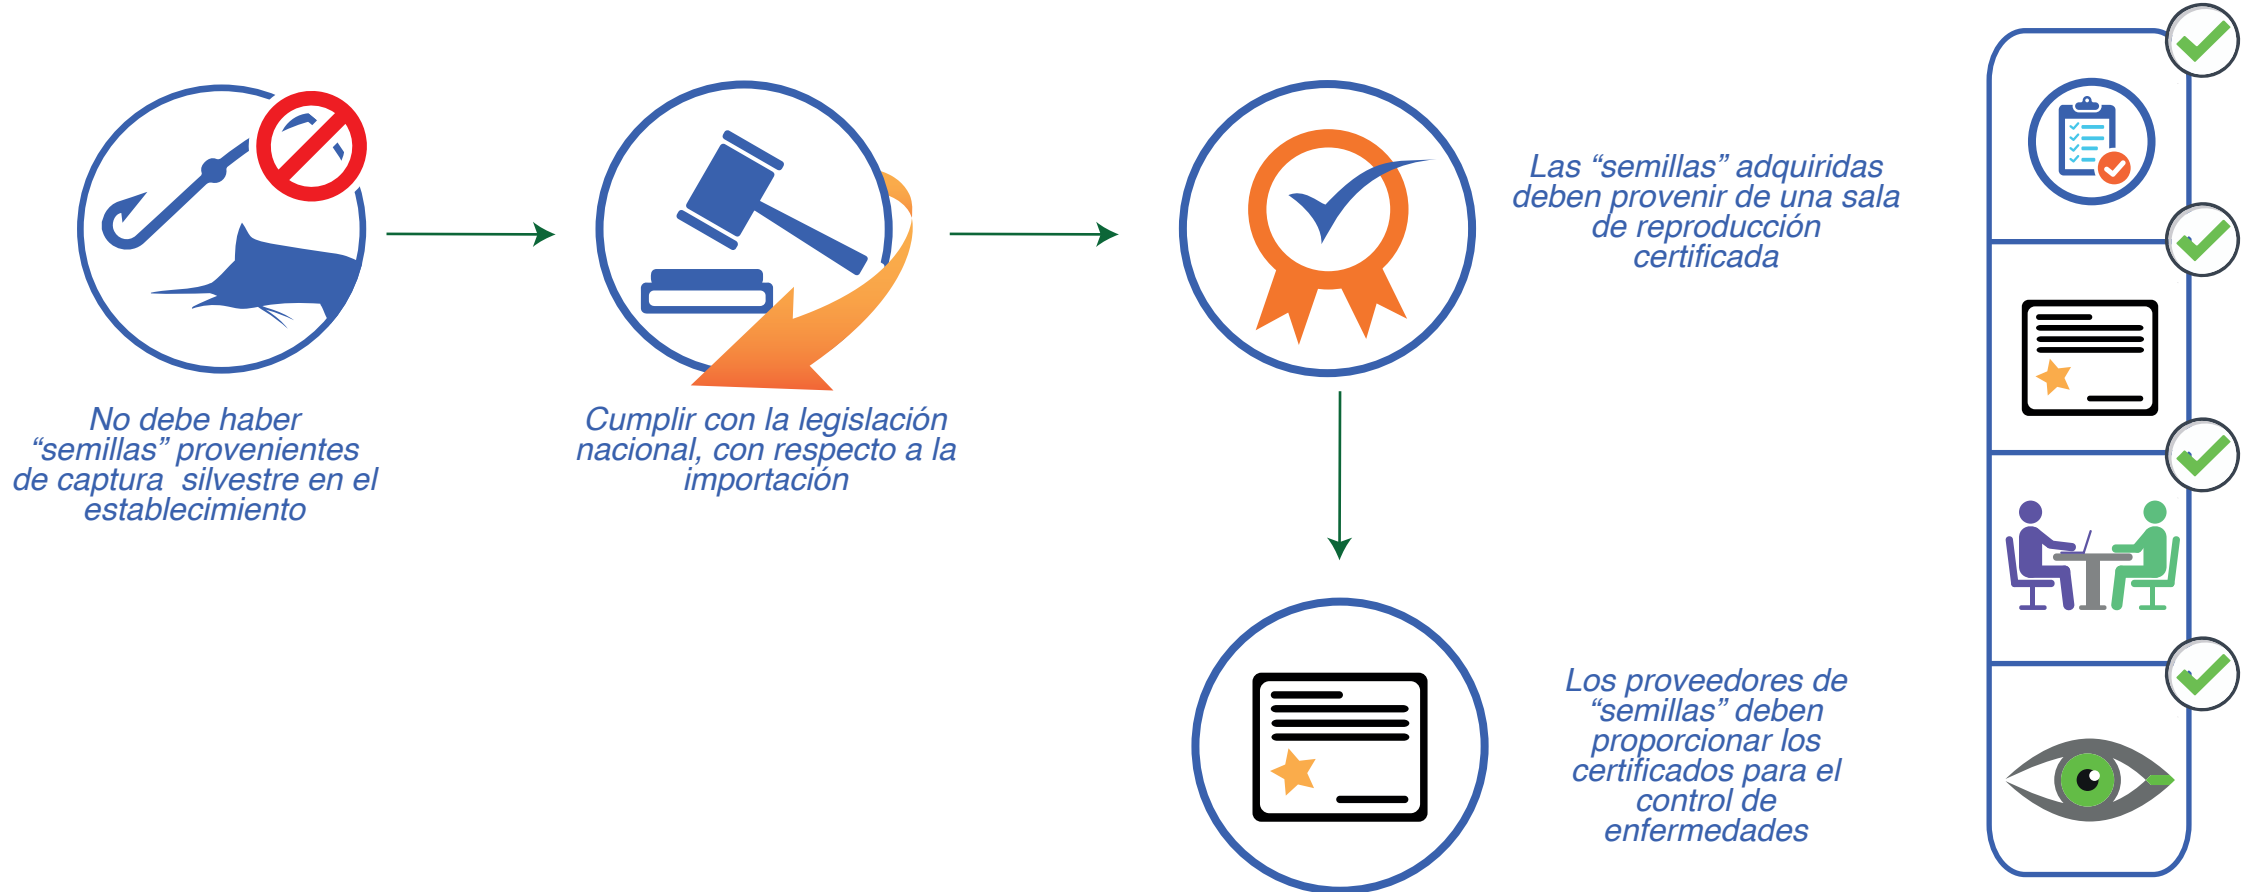 No debe haber
“semillas” provenientes
de captura silvestre en el
establecimiento
Cumplir con la legislación
nacional, con respecto a la
importación
Las “semillas” adquiridas
deben provenir de una sala
de reproducción
certificada
Los proveedores de
“semillas” deben
proporcionar los
certificados para el
control de
enfermedades